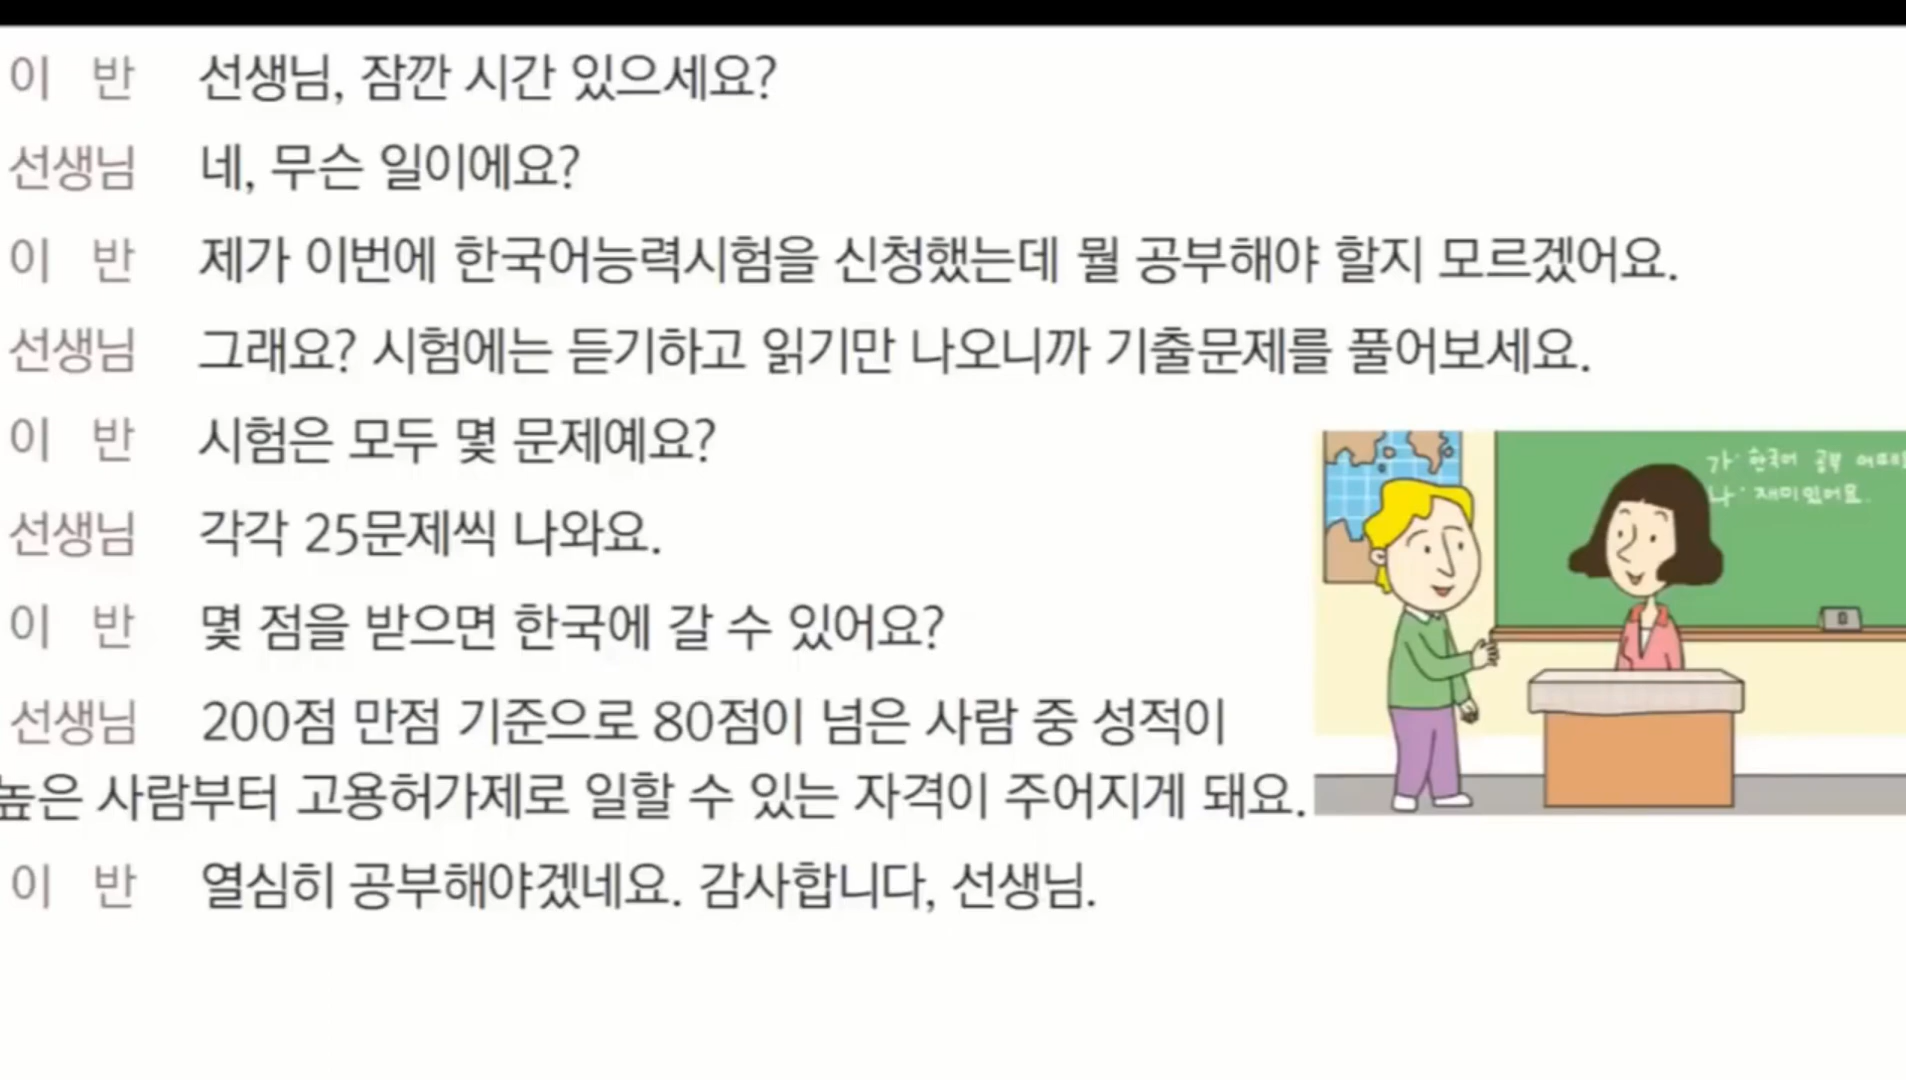 이 반 선생님, 잠깐 시간 있으세요?
선생님 네, 무슨 일이에요?
이 반 제가 이번에 한국어능력시험을 신청했는데 뭘 공부해야 할지 모르겠어요.
선생님 그래요? 시험에는 듣기하고 읽기만 나오니까 기출문제를 풀어보세요.
이 반 시험은 모두 몇 문제예요?
선생님 각각 25문제씩 나와요.
이 반 몇 점을 받으면 한국에 갈 수 있어요?
선생님 200점 만점 기준으로 80점이 넘은 사람 중 성적이
높은 사람부터 고용허가제로 일할 수 있는 자격이 주어지게 돼요.
이 반 열심히 공부해야겠네요. 감사합니다, 선생님.
가: 한국어 공부
나: 재미있어요.